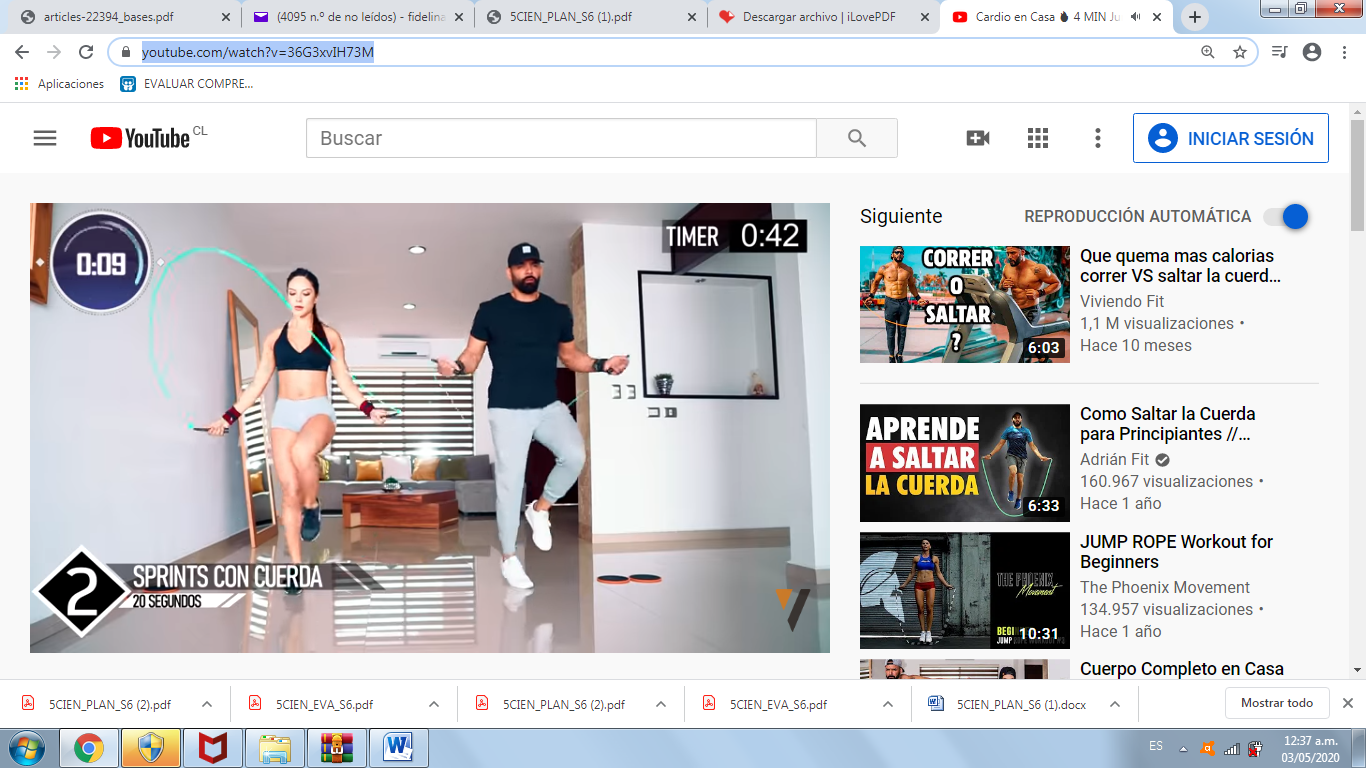 articles-22394_bases.pdf
(4095 n.º de no leídos) - fidelina
5CIEN_PLAN_S6 (1).pdf
Descargar archivo | iLovePDF
Cardio en Casa 🔥 4 MIN Ju
youtube.com/watch?v=36G3xvIH73M
Aplicaciones
EVALUAR COMPRE...
YouTube CL
Buscar
INICIAR SESIÓN
0:09
TIMER 0:42
2
SPRINTS CON CUERDA
20 SEGUNDOS
Siguiente
REPRODUCCIÓN AUTOMÁTICA
CORRER
O
SALTAR
?
6:03
Que quema mas calorias
correr VS saltar la cuerd...
Viviendo Fit
1,1 M visualizaciones •
Hace 10 meses
APRENDE
A SALTAR
LA CUERDA
6:33
Como Saltar la Cuerda
para Principiantes //...
Adrián Fit
160.967 visualizaciones •
Hace 1 año
THE PHOENIX
Movement
10:31
JUMP ROPE Workout for
Beginners
The Phoenix Movement
134.957 visualizaciones •
Hace 1 año
Cuerpo Completo en Casa
5CIEN_PLAN_S6 (2).pdf
5CIEN_EVA_S6.pdf
5CIEN_PLAN_S6 (2).pdf
5CIEN_EVA_S6.pdf
5CIEN_PLAN_S6 (1).docx
Mostrar todo
ES
12:37 a.m.
03/05/2020